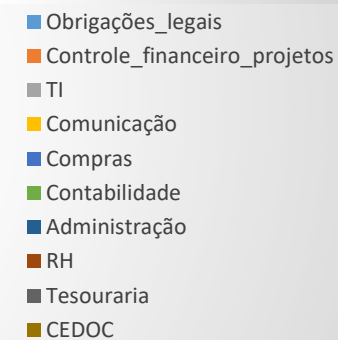 Obrigações_legais
Controle_financeiro_projetos
TI
Comunicação
Compras
Contabilidade
Administração
RH
Tesouraria
CEDOC